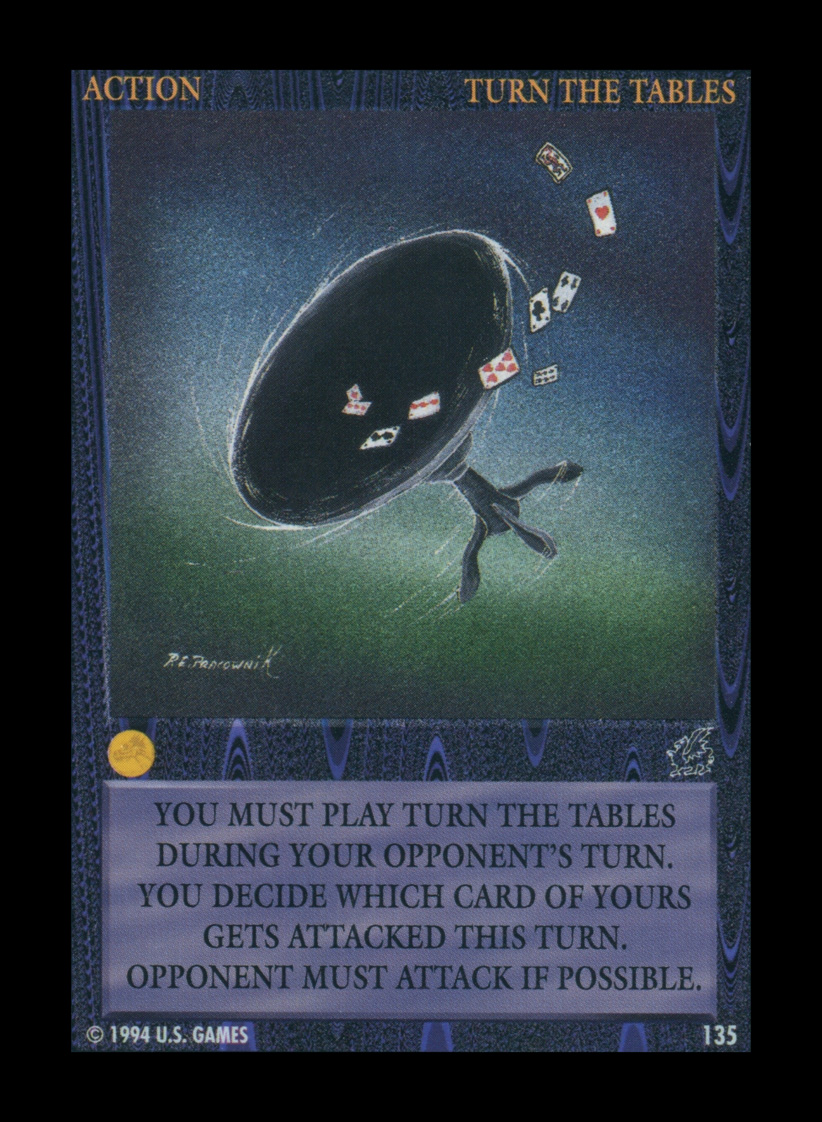 ACTION
TURN THE TABLES
P.E. PRACOWNIK
YOU MUST PLAY TURN THE TABLES
DURING YOUR OPPONENT'S TURN.
YOU DECIDE WHICH CARD OF YOURS
GETS ATTACKED THIS TURN.
OPPONENT MUST ATTACK IF POSSIBLE.
© 1994 U.S. GAMES
135